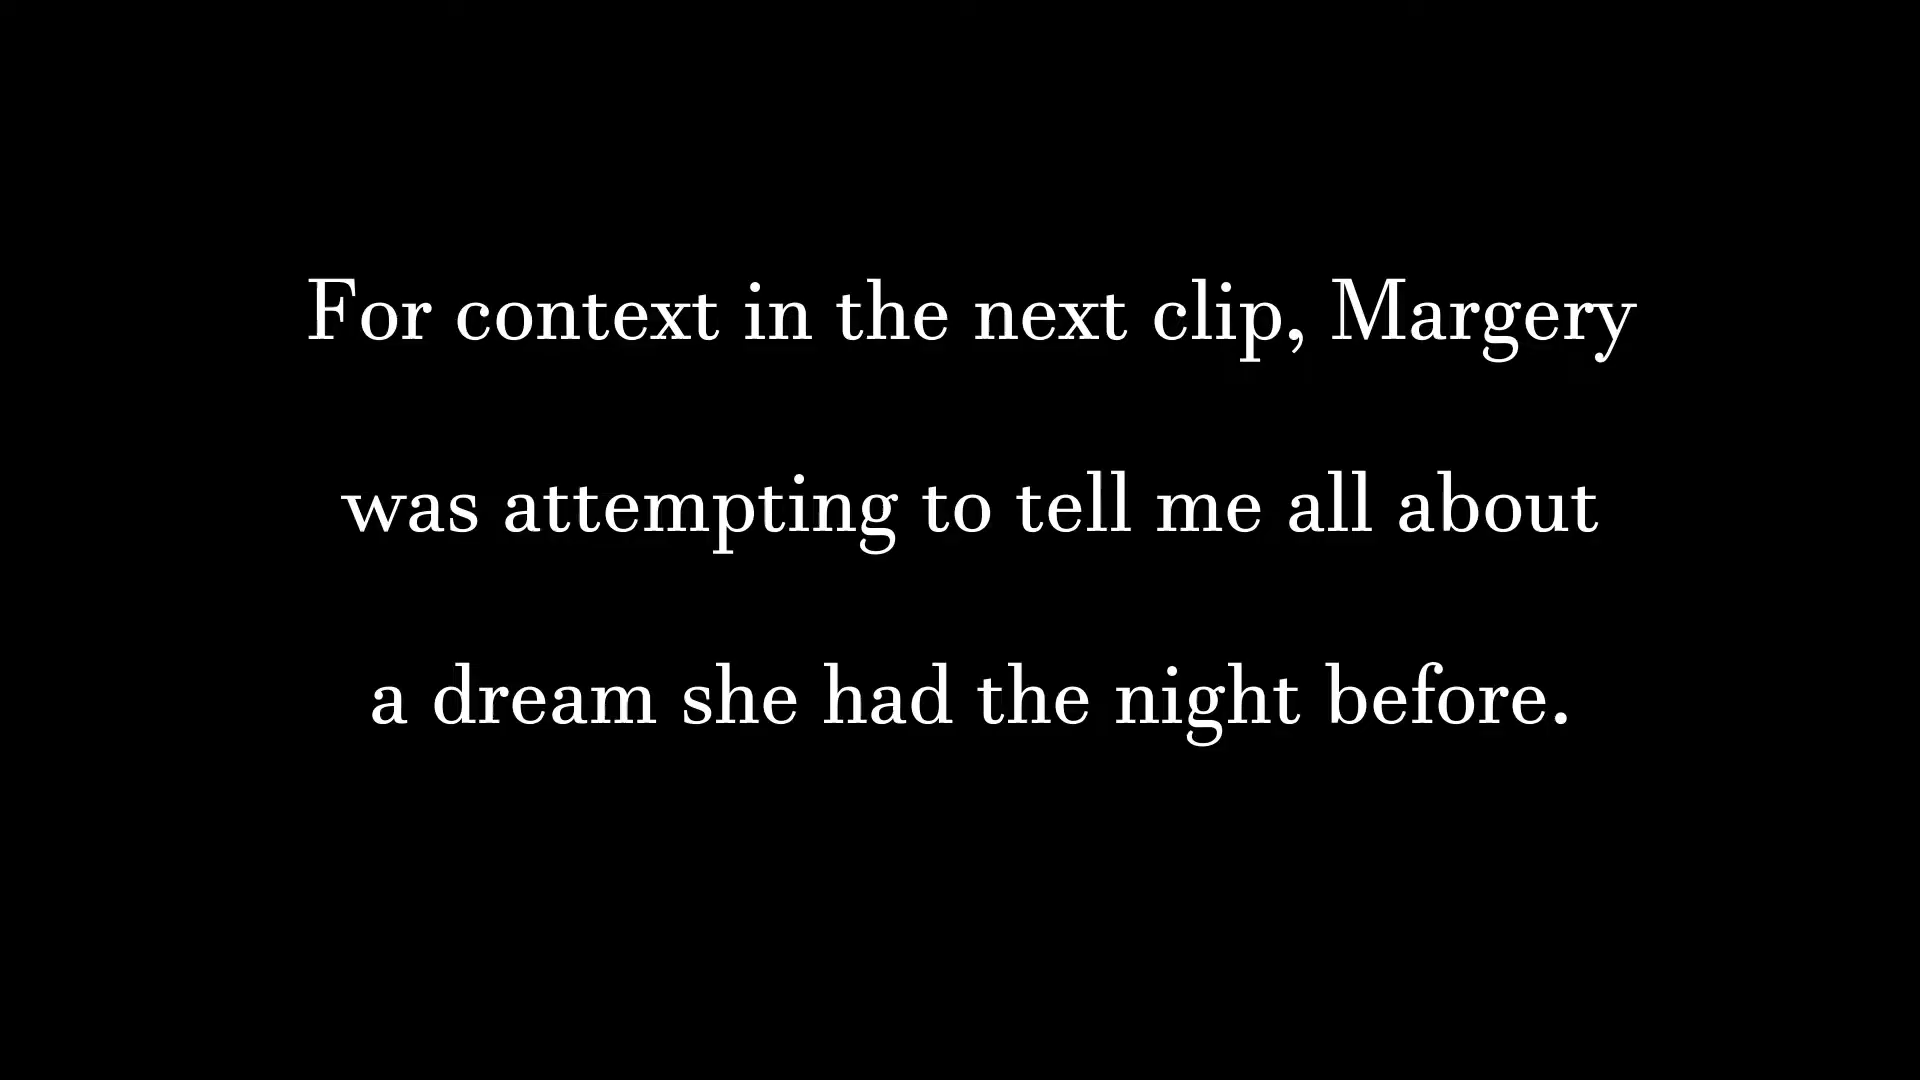 For context in the next clip, Margery
was attempting to tell me all about
a dream she had the night before.